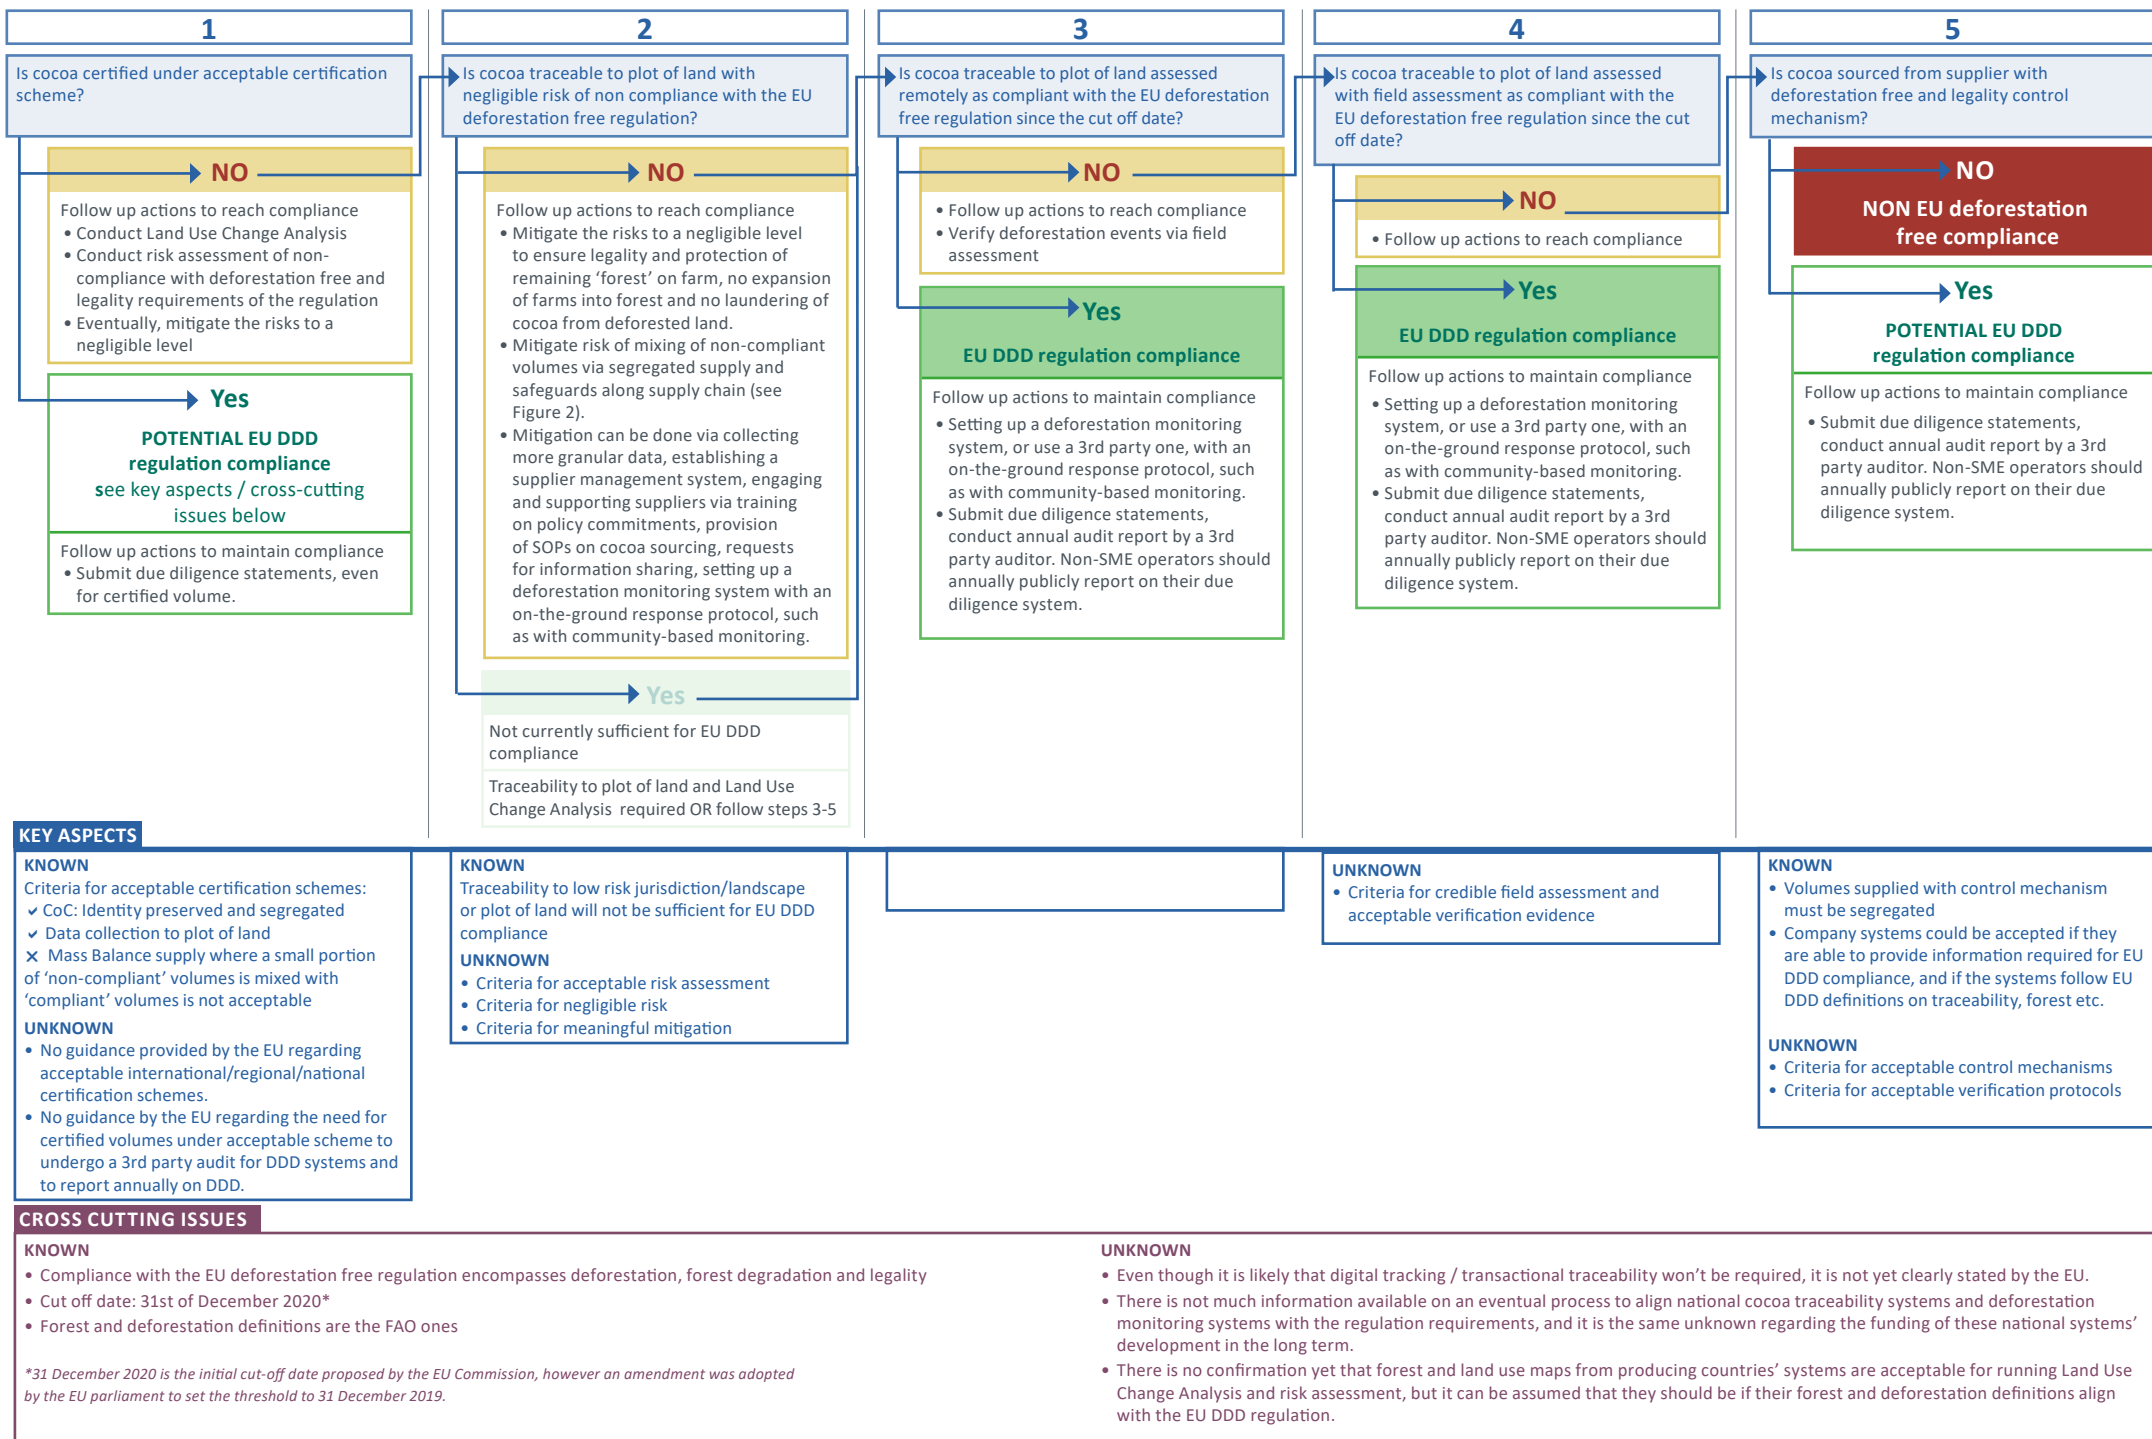 1
Is cocoa certified under acceptable certification
scheme?
NO
Follow up actions to reach compliance
• Conduct Land Use Change Analysis
• Conduct risk assessment of non-
compliance with deforestation free and
legality requirements of the regulation
• Eventually, mitigate the risks to a
negligible level
Yes
POTENTIAL EU DDD
regulation compliance
see key aspects / cross-cutting
issues below
Follow up actions to maintain compliance
• Submit due diligence statements, even
for certified volume.
2
Is cocoa traceable to plot of land with
negligible risk of non compliance with the EU
deforestation free regulation?
NO
Follow up actions to reach compliance
• Mitigate the risks to a negligible level
to ensure legality and protection of
remaining ‘forest’ on farm, no expansion
of farms into forest and no laundering of
cocoa from deforested land.
• Mitigate risk of mixing of non-compliant
volumes via segregated supply and
safeguards along supply chain (see
Figure 2).
• Mitigation can be done via collecting
more granular data, establishing a
supplier management system, engaging
and supporting suppliers via training
on policy commitments, provision
of SOPs on cocoa sourcing, requests
for information sharing, setting up a
deforestation monitoring system with an
on-the-ground response protocol, such
as with community-based monitoring.
Yes
Not currently sufficient for EU DDD
compliance
Traceability to plot of land and Land Use
Change Analysis required OR follow steps 3-5
3
Is cocoa traceable to plot of land assessed
remotely as compliant with the EU deforestation
free regulation since the cut off date?
NO
• Follow up actions to reach compliance
• Verify deforestation events via field
assessment
Yes
EU DDD regulation compliance
Follow up actions to maintain compliance
• Setting up a deforestation monitoring
system, or use a 3rd party one, with an
on-the-ground response protocol, such
as with community-based monitoring.
• Submit due diligence statements,
conduct annual audit report by a 3rd
party auditor. Non-SME operators should
annually publicly report on their due
diligence system.
4
Is cocoa traceable to plot of land assessed
with field assessment as compliant with the
EU deforestation free regulation since the cut
off date?
NO
• Follow up actions to reach compliance
Yes
EU DDD regulation compliance
Follow up actions to maintain compliance
• Setting up a deforestation monitoring
system, or use a 3rd party one, with an
on-the-ground response protocol, such
as with community-based monitoring.
• Submit due diligence statements,
conduct annual audit report by a 3rd
party auditor. Non-SME operators should
annually publicly report on their due
diligence system.
5
Is cocoa sourced from supplier with
deforestation free and legality control
mechanism?
NO
NON EU deforestation
free compliance
Yes
POTENTIAL EU DDD
regulation compliance
Follow up actions to maintain compliance
• Submit due diligence statements,
conduct annual audit report by a 3rd
party auditor. Non-SME operators should
annually publicly report on their due
diligence system.
KEY ASPECTS
KNOWN
Criteria for acceptable certification schemes:
✓ CoC: Identity preserved and segregated
✓ Data collection to plot of land
✕ Mass Balance supply where a small portion
of ‘non-compliant’ volumes is mixed with
‘compliant’ volumes is not acceptable
UNKNOWN
• No guidance provided by the EU regarding
acceptable international/regional/national
certification schemes.
• No guidance by the EU regarding the need for
certified volumes under acceptable scheme to
undergo a 3rd party audit for DDD systems and
to report annually on DDD.
KNOWN
Traceability to low risk jurisdiction/landscape
or plot of land will not be sufficient for EU DDD
compliance
UNKNOWN
• Criteria for acceptable risk assessment
• Criteria for negligible risk
• Criteria for meaningful mitigation
UNKNOWN
• Criteria for credible field assessment and
acceptable verification evidence
KNOWN
• Volumes supplied with control mechanism
must be segregated
• Company systems could be accepted if they
are able to provide information required for EU
DDD compliance, and if the systems follow EU
DDD definitions on traceability, forest etc.
UNKNOWN
• Criteria for acceptable control mechanisms
• Criteria for acceptable verification protocols
CROSS CUTTING ISSUES
KNOWN
• Compliance with the EU deforestation free regulation encompasses deforestation, forest degradation and legality
• Cut off date: 31st of December 2020*
• Forest and deforestation definitions are the FAO ones
*31 December 2020 is the initial cut-off date proposed by the EU Commission, however an amendment was adopted
by the EU parliament to set the threshold to 31 December 2019.
UNKNOWN
• Even though it is likely that digital tracking / transactional traceability won’t be required, it is not yet clearly stated by the EU.
• There is not much information available on an eventual process to align national cocoa traceability systems and deforestation
monitoring systems with the regulation requirements, and it is the same unknown regarding the funding of these national systems’
development in the long term.
• There is no confirmation yet that forest and land use maps from producing countries’ systems are acceptable for running Land Use
Change Analysis and risk assessment, but it can be assumed that they should be if their forest and deforestation definitions align
with the EU DDD regulation.